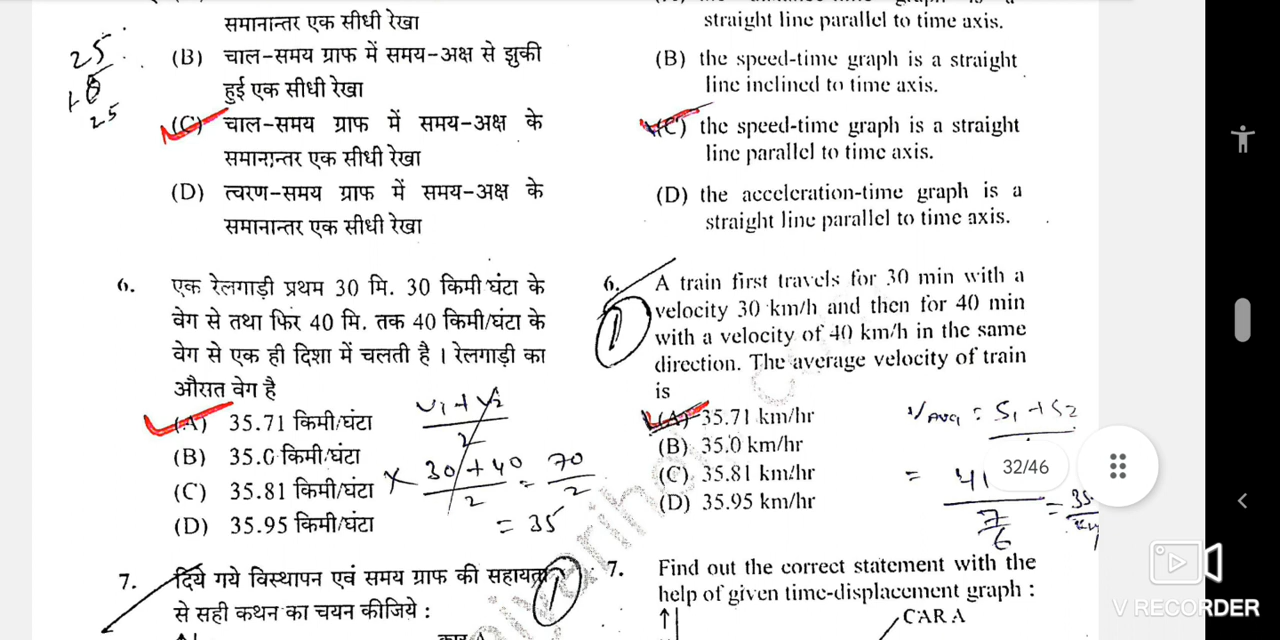 समानान्तर एक सीधी रेखा
(B) चाल-समय ग्राफ में समय-अक्ष से झुकी
हुई एक सीधी रेखा
(C) चाल-समय ग्राफ में समय-अक्ष के
समानान्तर एक सीधी रेखा
(D) त्वरण-समय ग्राफ में समय-अक्ष के
समानान्तर एक सीधी रेखा
25
25
6. एक रेलगाड़ी प्रथम 30 मि. 30 किमी घंटा के
वेग से तथा फिर 40 मि. तक 40 किमी/घंटा के
वेग से एक ही दिशा में चलती है । रेलगाड़ी का
औसत वेग है
(A) 35.71 किमी/घंटा
(B) 35.0 किमी/घंटा
(C) 35.81 किमी/घंटा
(D) 35.95 किमी/घंटा
V1 + V2
2
× 30 + 40 = 70
2 2
= 35
7. दिये गये विस्थापन एवं समय ग्राफ की सहायता
से सही कथन का चयन कीजिये :
straight line parallel to time axis.
(B) the speed-time graph is a straight
line inclined to time axis.
(C) the speed-time graph is a straight
line parallel to time axis.
(D) the acceleration-time graph is a
straight line parallel to time axis.
6. A train first travels for 30 min with a
1
velocity 30 km/h and then for 40 min
with a velocity of 40 km/h in the same
direction. The average velocity of train
is
(A) 35.71 km/hr
(B) 35.0 km/hr
(C) 35.81 km/hr
(D) 35.95 km/hr
VAvg = S1 + S2
= 41
7
6
7. Find out the correct statement with the
1
help of given time-displacement graph :
CAR A
32/46
V RECORDER